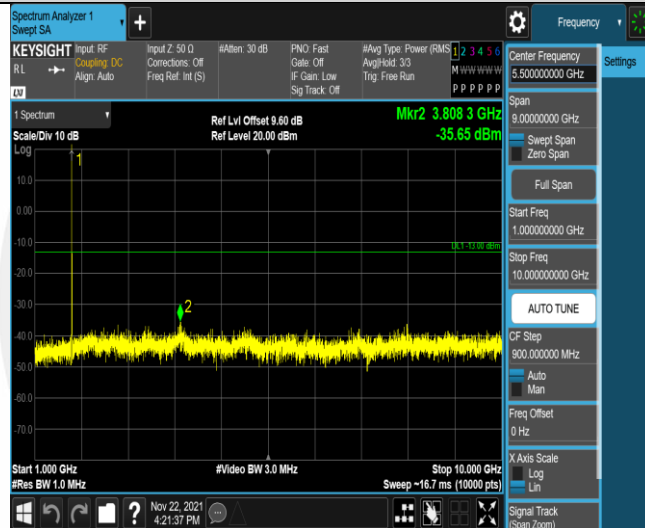 Spectrum Analyzer 1
Swept SA
Frequency
KEYSIGHT
RL
LXI
Input: RF
Coupling: DC
Align: Auto
Input Z: 50 Ω
Corrections: Off
Freq Ref: Int (S)
#Atten: 30 dB
PNO: Fast
Gate: Off
IF Gain: Low
Sig Track: Off
#Avg Type: Power (RMS
Avg|Hold: 3/3
Trig: Free Run
1 2 3 4 5 6
M W W W W W
P P P P P P
Center Frequency
5.500000000 GHz
Settings
Span
9.00000000 GHz
Swept Span
Zero Span
Full Span
Start Freq
1.000000000 GHz
Stop Freq
10.000000000 GHz
AUTO TUNE
CF Step
900.000000 MHz
Auto
Man
Freq Offset
0 Hz
X Axis Scale
Log
Lin
Signal Track
(Span Zoom)
1 Spectrum
Scale/Div 10 dB
Ref Lvl Offset 9.60 dB
Ref Level 20.00 dBm
Mkr2 3.808 3 GHz
-35.65 dBm
Log
1
10.0
0.00
-10.0
DL1 -13.00 dBm
-20.0
-30.0
2
-40.0
-50.0
-60.0
-70.0
Start 1.000 GHz
#Video BW 3.0 MHz
Stop 10.000 GHz
#Res BW 1.0 MHz
Sweep ~16.7 ms (10000 pts)
?
Nov 22, 2021
4:21:37 PM